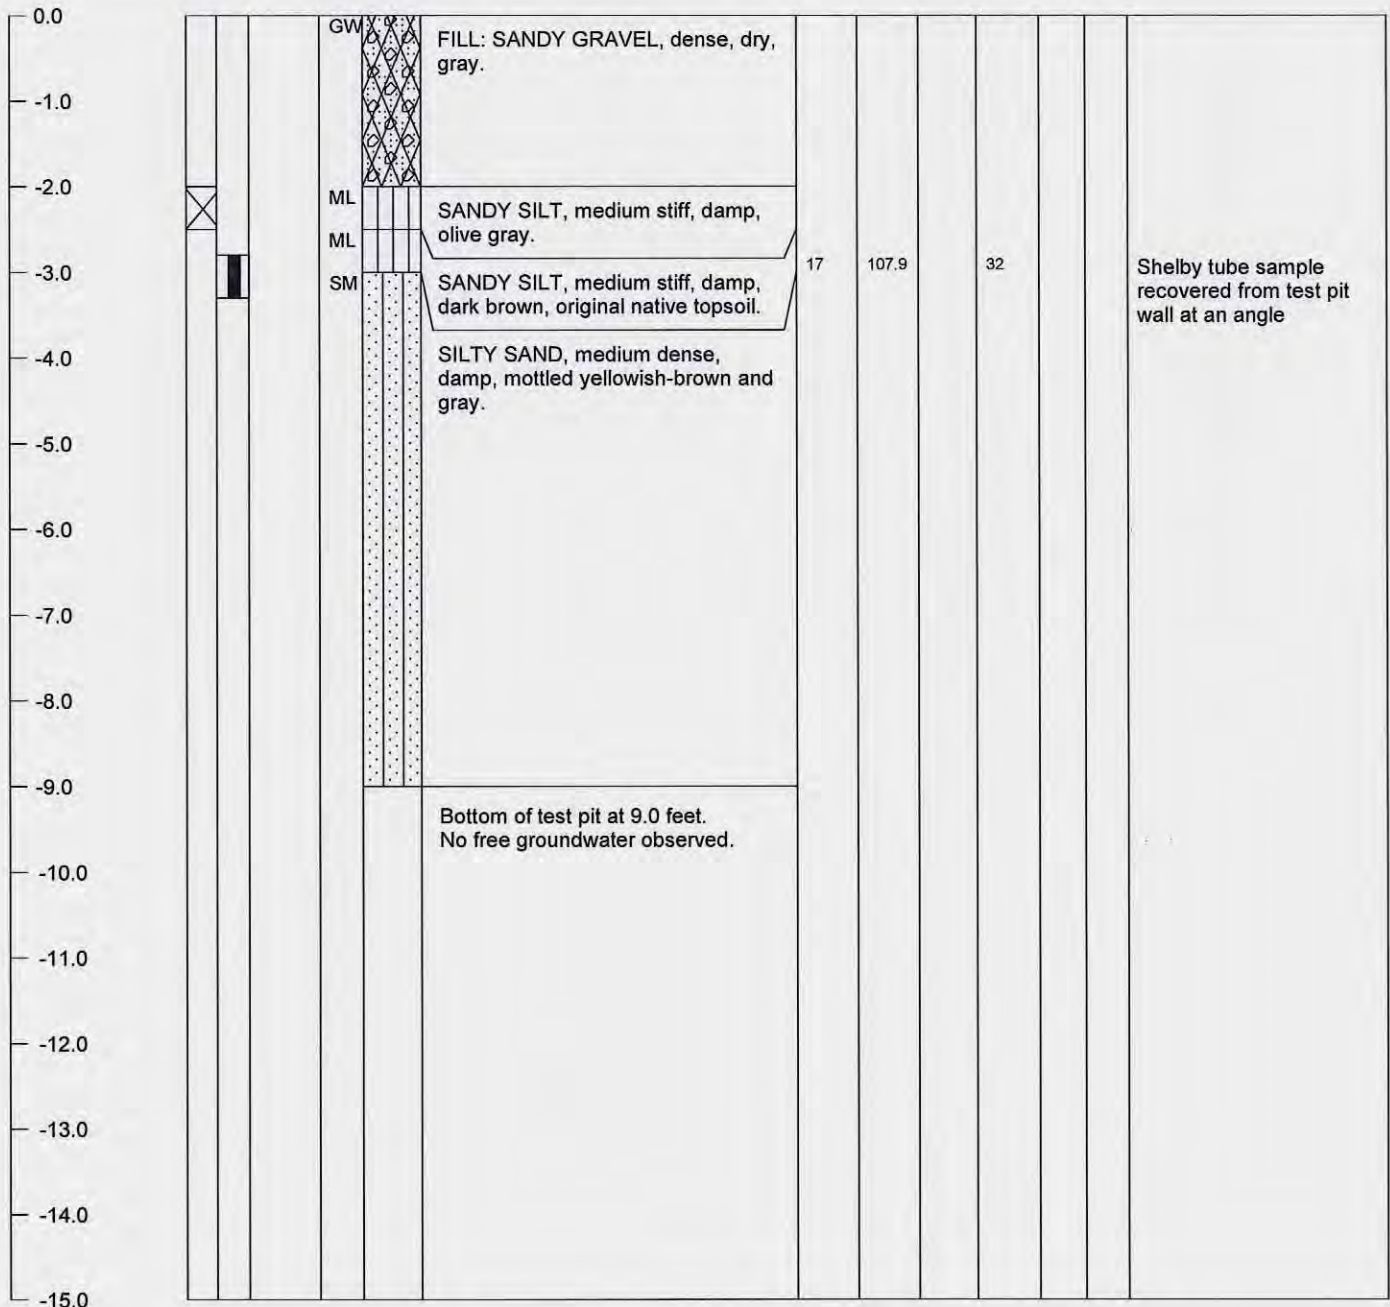 0.0
-1.0
-2.0
-3.0
-4.0
-5.0
-6.0
-7.0
-8.0
-9.0
-10.0
-11.0
-12.0
-13.0
-14.0
-15.0
GW
ML
ML
SM
FILL: SANDY GRAVEL, dense, dry,
gray.
SANDY SILT, medium stiff, damp,
olive gray.
SANDY SILT, medium stiff, damp,
dark brown, original native topsoil.
SILTY SAND, medium dense,
damp, mottled yellowish-brown and
gray.
Bottom of test pit at 9.0 feet.
No free groundwater observed.
17
107.9
32
Shelby tube sample
recovered from test pit
wall at an angle